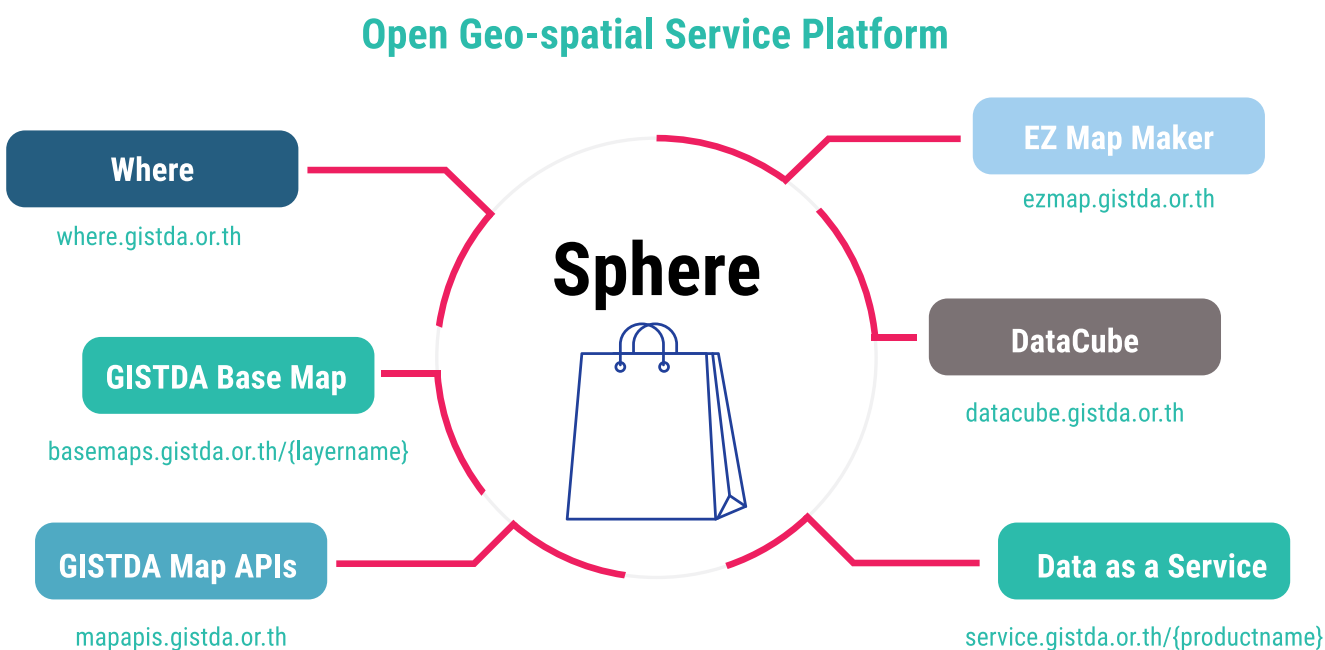 Open Geo-spatial Service Platform
Where
where.gistda.or.th
GISTDA Base Map
basemaps.gistda.or.th/{layername}
GISTDA Map APIs
mapapis.gistda.or.th
Sphere
EZ Map Maker
ezmap.gistda.or.th
DataCube
datacube.gistda.or.th
Data as a Service
service.gistda.or.th/{productname}